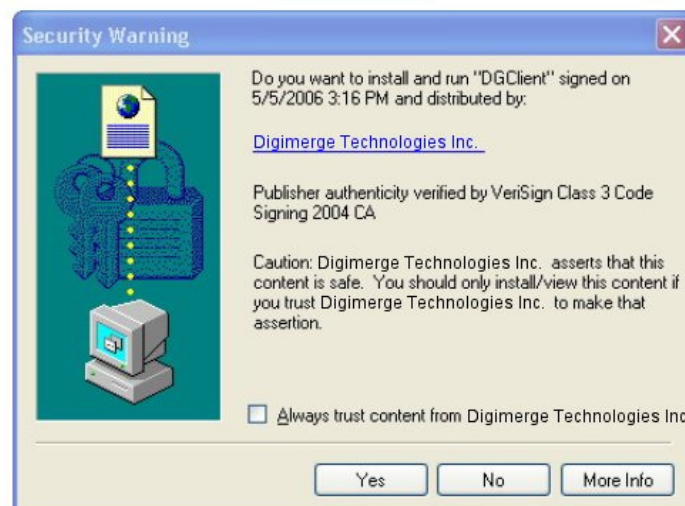 Security Warning
Do you want to install and run "DGClient" signed on
5/5/2006 3:16 PM and distributed by:
Digimerge Technologies Inc.
Publisher authenticity verified by VeriSign Class 3 Code
Signing 2004 CA
Caution: Digimerge Technologies Inc. asserts that this
content is safe. You should only install/view this content if
you trust Digimerge Technologies Inc. to make that
assertion.
Always trust content from Digimerge Technologies Inc
Yes No More Info